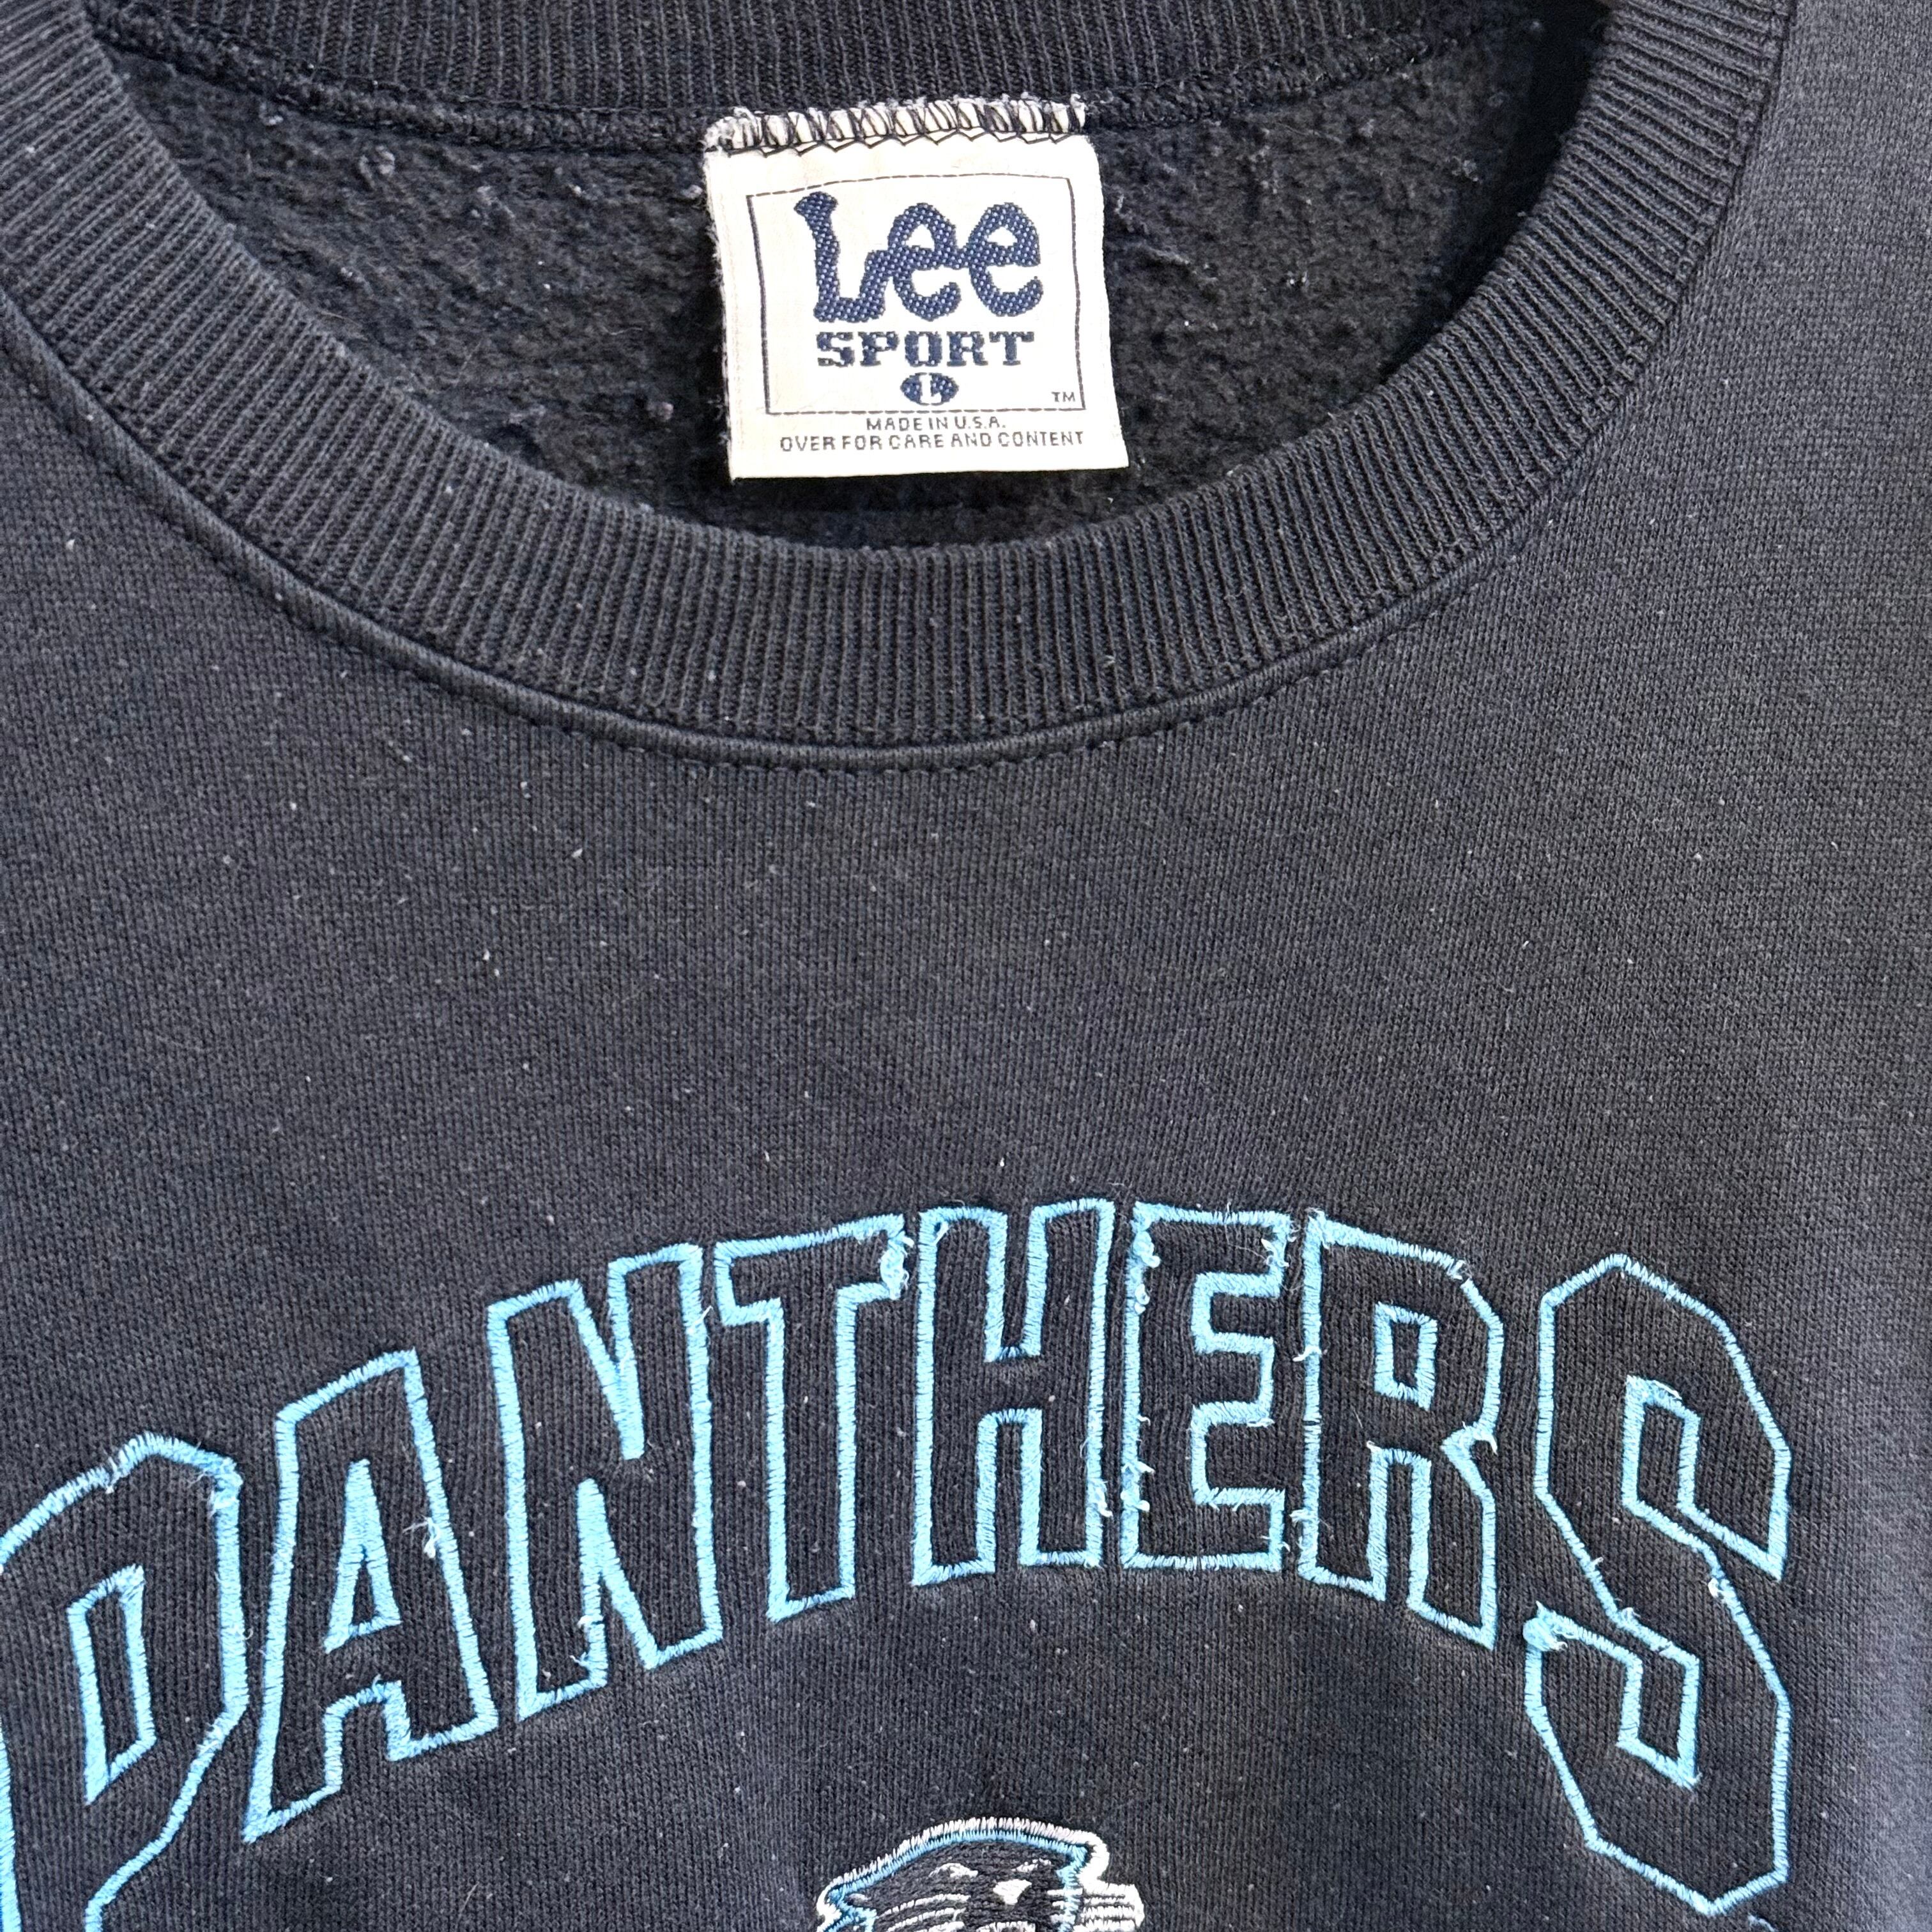 Lee
SPORT
L
TM
MADE IN U.S.A.
OVER FOR CARE AND CONTENT
PANTHERS